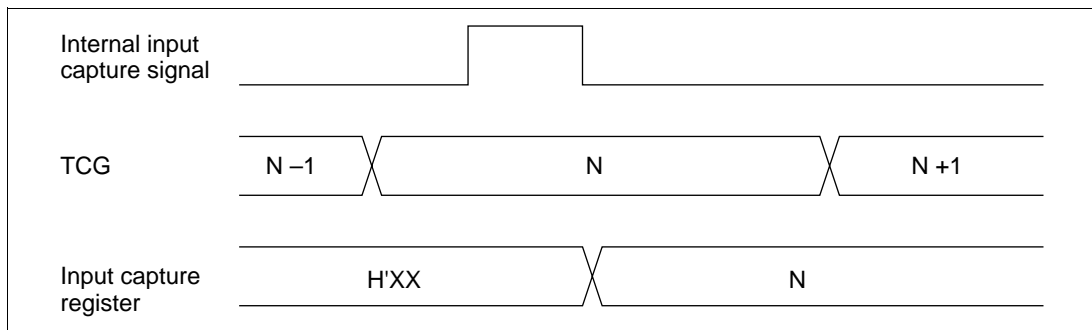 Internal input
capture signal
TCG
N –1
N
N +1
Input capture
register
H'XX
N